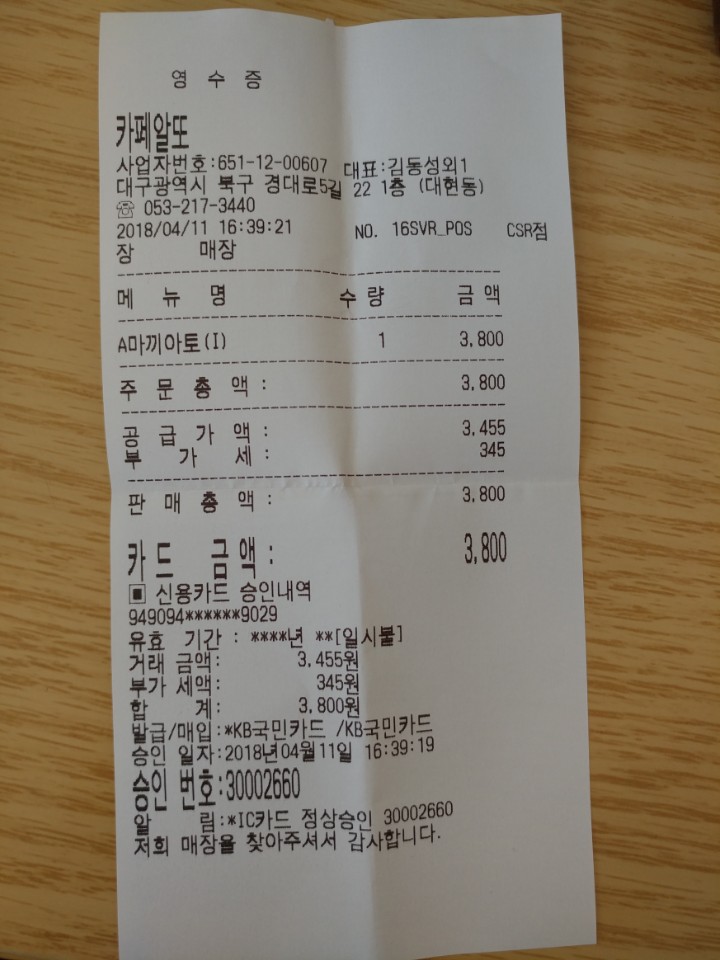 영 수 증
카페알또
사업자번호:651-12-00607 대표:김동성외1
대구광역시 북구 경대로5길 22 1층 (대현동)
☏ 053-217-3440
2018/04/11 16:39:21 NO. 16SVR_POS CSR점
장 매장
메 뉴 명 수 량 금 액
A마끼아토(I) 1 3,800
주 문 총 액 : 3,800
공 급 가 액 : 3,455
부 가 세 : 345
판 매 총 액 : 3,800
카드 금액 : 3,800
▣ 신용카드 승인내역
949094******9029
유효 기간 : ****년 **[일시불]
거래 금액: 3,455원
부가 세액: 345원
합 계: 3,800원
발급/매입:*KB국민카드 /KB국민카드
승인 일자:2018년04월11일 16:39:19
승인 번호:30002660
알 림:*IC카드 정상승인 30002660
저희 매장을 찾아주셔서 감사합니다.